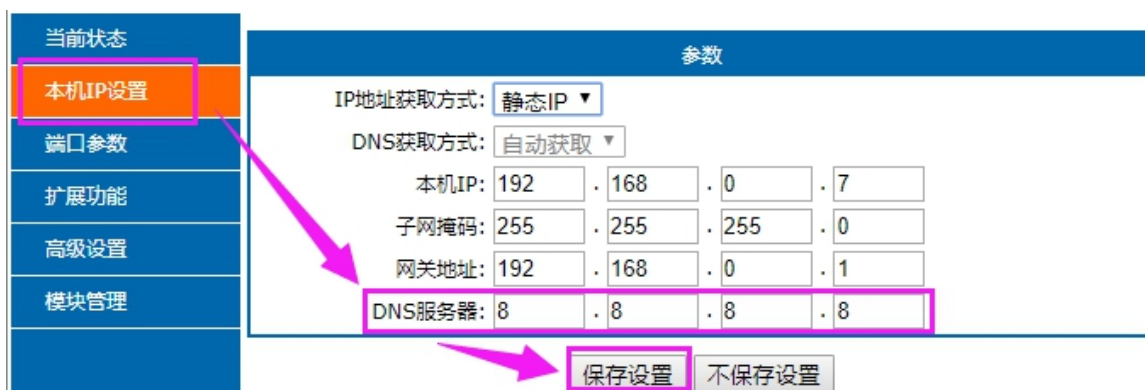 当前状态
本机IP设置
端口参数
扩展功能
高级设置
模块管理
参数
IP地址获取方式: 静态IP
DNS获取方式: 自动获取
本机IP: 192 . 168 . 0 . 7
子网掩码: 255 . 255 . 255 . 0
网关地址: 192 . 168 . 0 . 1
DNS服务器: 8 . 8 . 8 . 8
保存设置 不保存设置